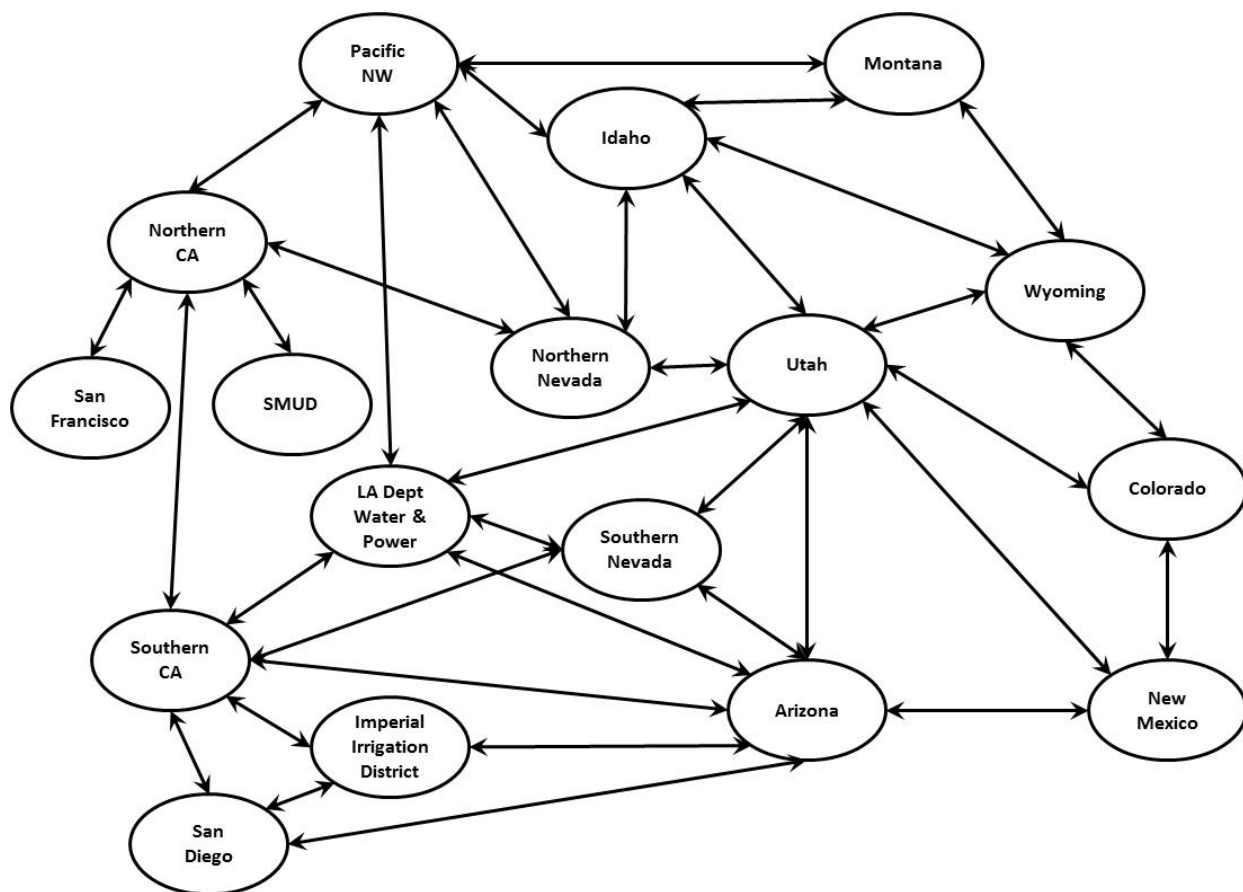 Pacific
NW
Montana
Idaho
Northern
CA
Wyoming
Northern
Nevada
Utah
San
Francisco
SMUD
Colorado
LA Dept
Water &
Power
Southern
Nevada
Southern
CA
Arizona
New
Mexico
Imperial
Irrigation
District
San
Diego